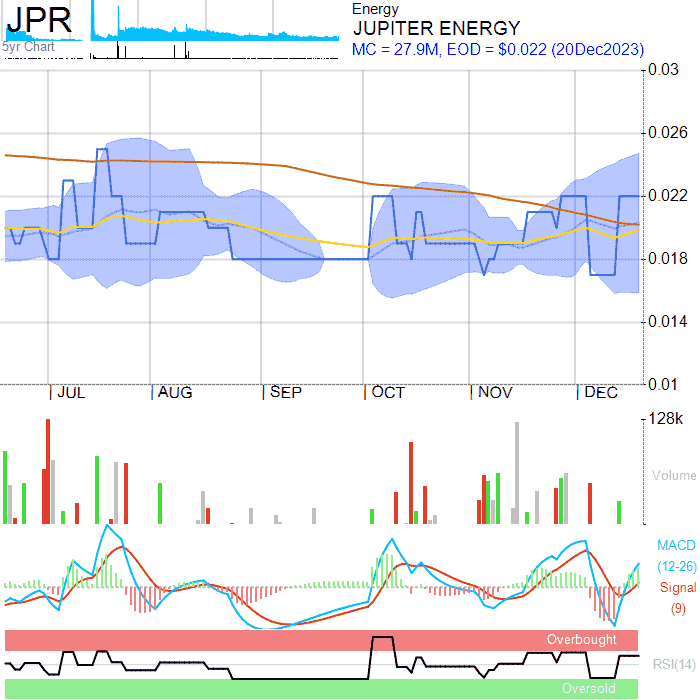 JPR
5yr Chart
Energy
JUPITER ENERGY
MC = 27.9M, EOD = $0.022 (20Dec2023)
0.03
0.026
0.022
0.018
0.014
0.01
JUL AUG SEP OCT NOV DEC
128k
Volume
MACD
(12-26)
Signal
(9)
Overbought
RSI(14)
Oversold